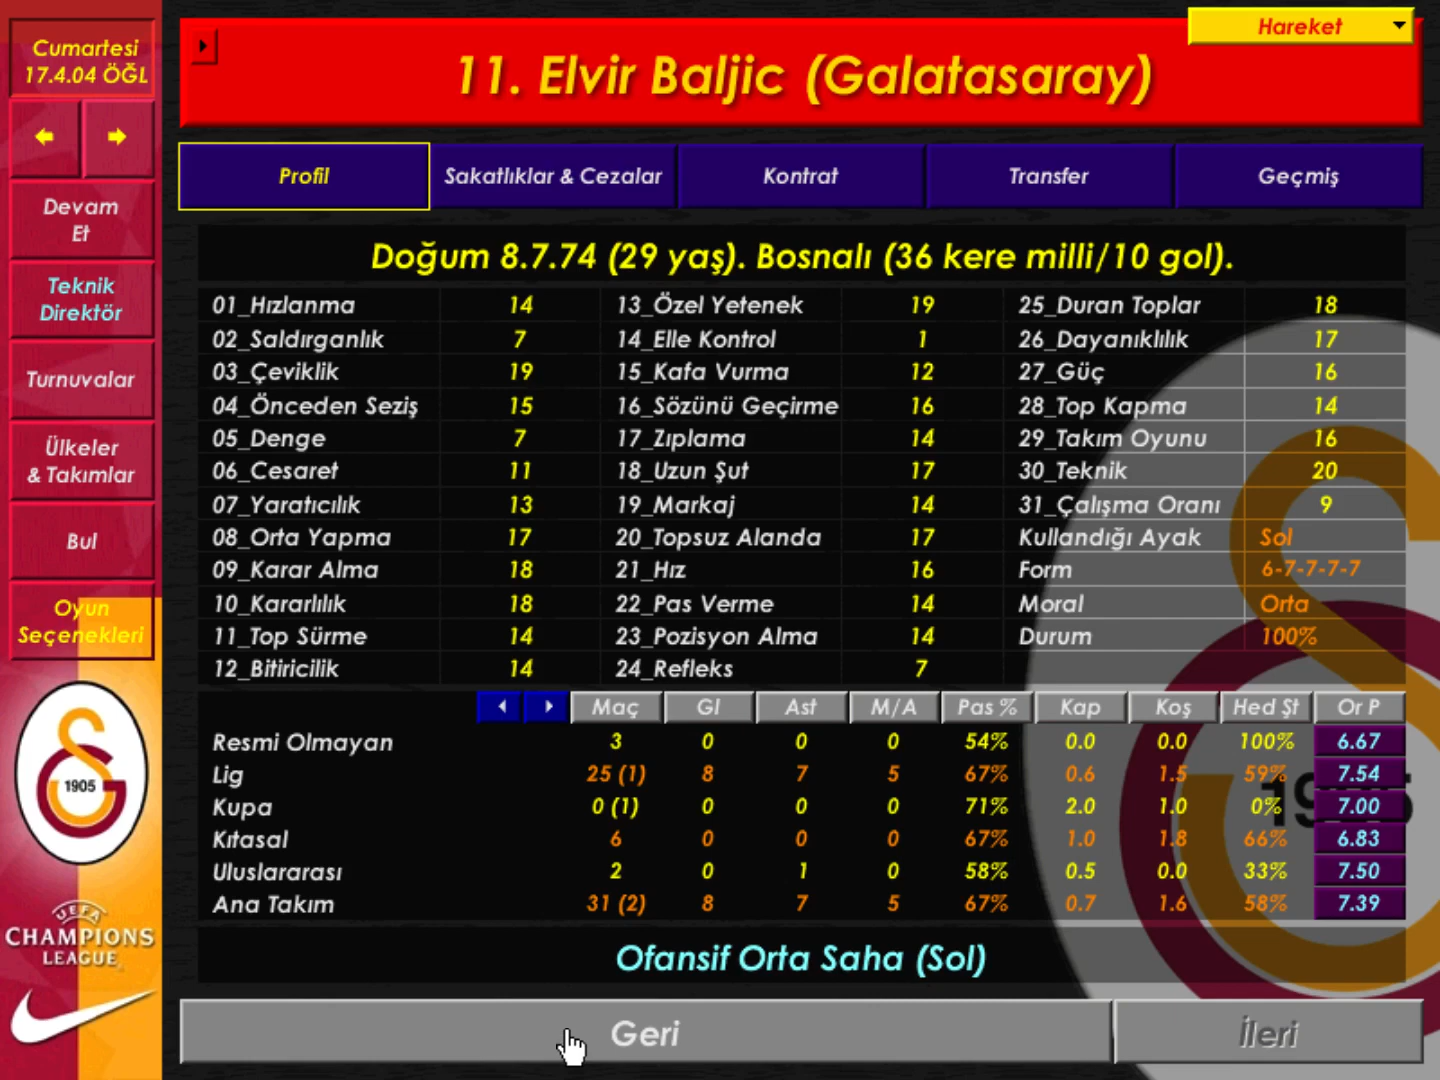 Cumartesi
17.4.04 ÖĞL
Devam
Et
Teknik
Direktör
Turnuvalar
Ülkeler
& Takımlar
Bul
Oyun
Seçenekleri
1905
UEFA
CHAMPIONS
LEAGUE
Hareket
11. Elvir Baljic (Galatasaray)
Profil Sakatlıklar & Cezalar Kontrat Transfer Geçmiş
Doğum 8.7.74 (29 yaş). Bosnalı (36 kere milli/10 gol).
01_Hızlanma 14 13_Özel Yetenek 19 25_Duran Toplar 18
02_Saldırganlık 7 14_Elle Kontrol 1 26_Dayanıklılık 17
03_Çeviklik 19 15_Kafa Vurma 12 27_Güç 16
04_Önceden Seziş 15 16_Sözünü Geçirme 16 28_Top Kapma 14
05_Denge 7 17_Zıplama 14 29_Takım Oyunu 16
06_Cesaret 11 18_Uzun Şut 17 30_Teknik 20
07_Yaratıcılık 13 19_Markaj 14 31_Çalışma Oranı 9
08_Orta Yapma 17 20_Topsuz Alanda 17 Kullandığı Ayak Sol
09_Karar Alma 18 21_Hız 16 Form 6-7-7-7-7
10_Kararlılık 18 22_Pas Verme 14 Moral Orta
11_Top Sürme 14 23_Pozisyon Alma 14 Durum 100%
12_Bitiricilik 14 24_Refleks 7
Maç Gl Ast M/A Pas % Kap Koş Hed Şt Or P
Resmi Olmayan 3 0 0 0 54% 0.0 0.0 100% 6.67
Lig 25 (1) 8 7 5 67% 0.6 1.5 59% 7.54
Kupa 0 (1) 0 0 0 71% 2.0 1.0 0% 7.00
Kıtasal 6 0 0 0 67% 1.0 1.8 66% 6.83
Uluslararası 2 0 1 0 58% 0.5 0.0 33% 7.50
Ana Takım 31 (2) 8 7 5 67% 0.7 1.6 58% 7.39
Ofansif Orta Saha (Sol)
Geri İleri